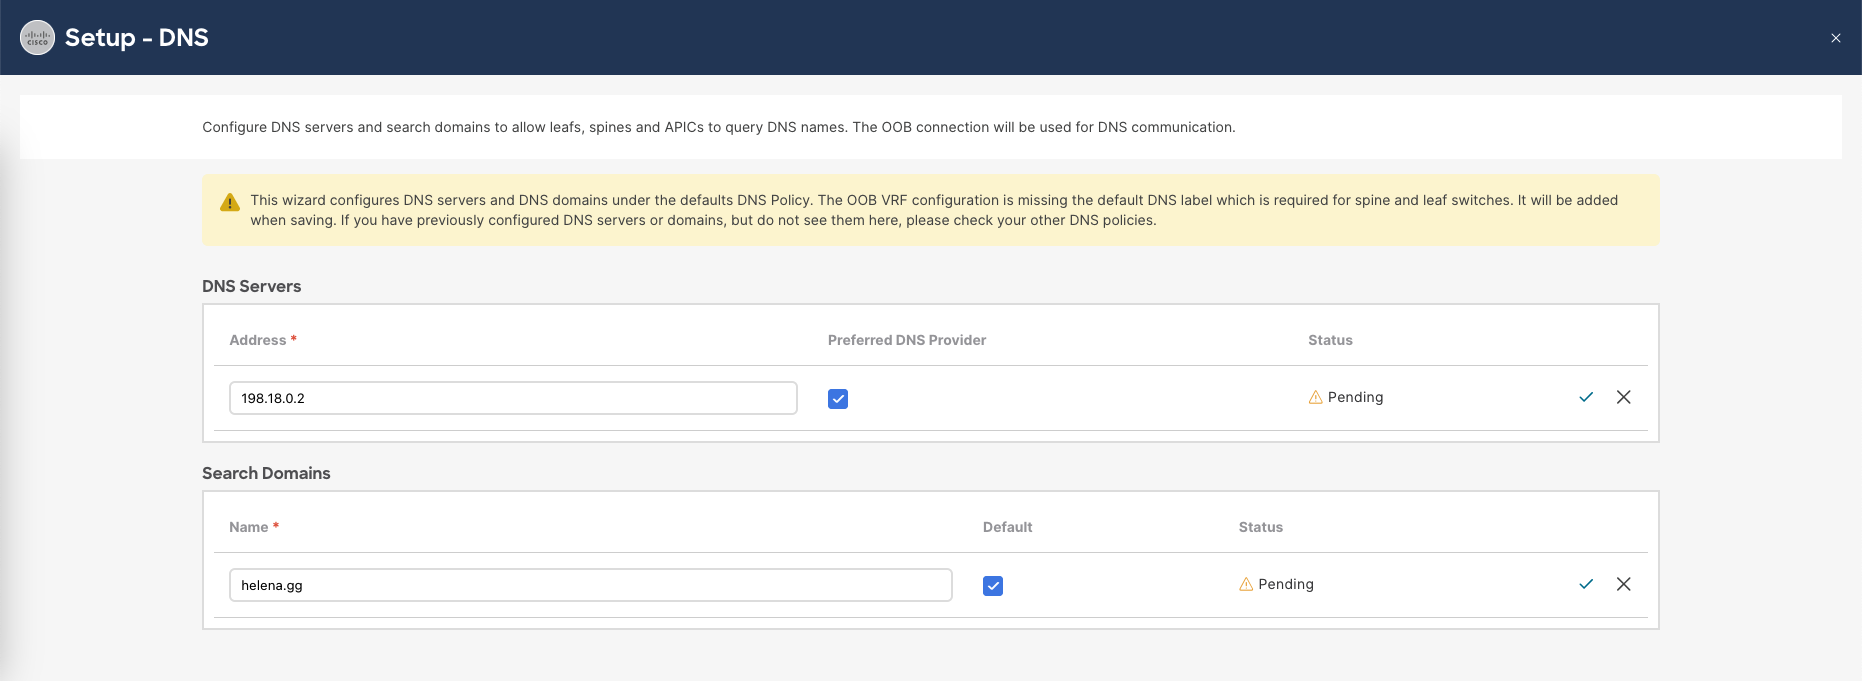 CISCO
Setup - DNS
Configure DNS servers and search domains to allow leafs, spines and APICs to query DNS names. The OOB connection will be used for DNS communication.
This wizard configures DNS servers and DNS domains under the defaults DNS Policy. The OOB VRF configuration is missing the default DNS label which is required for spine and leaf switches. It will be added
when saving. If you have previously configured DNS servers or domains, but do not see them here, please check your other DNS policies.
DNS Servers
Address * Preferred DNS Provider Status
198.18.0.2 Pending
Search Domains
Name * Default Status
helena.gg Pending